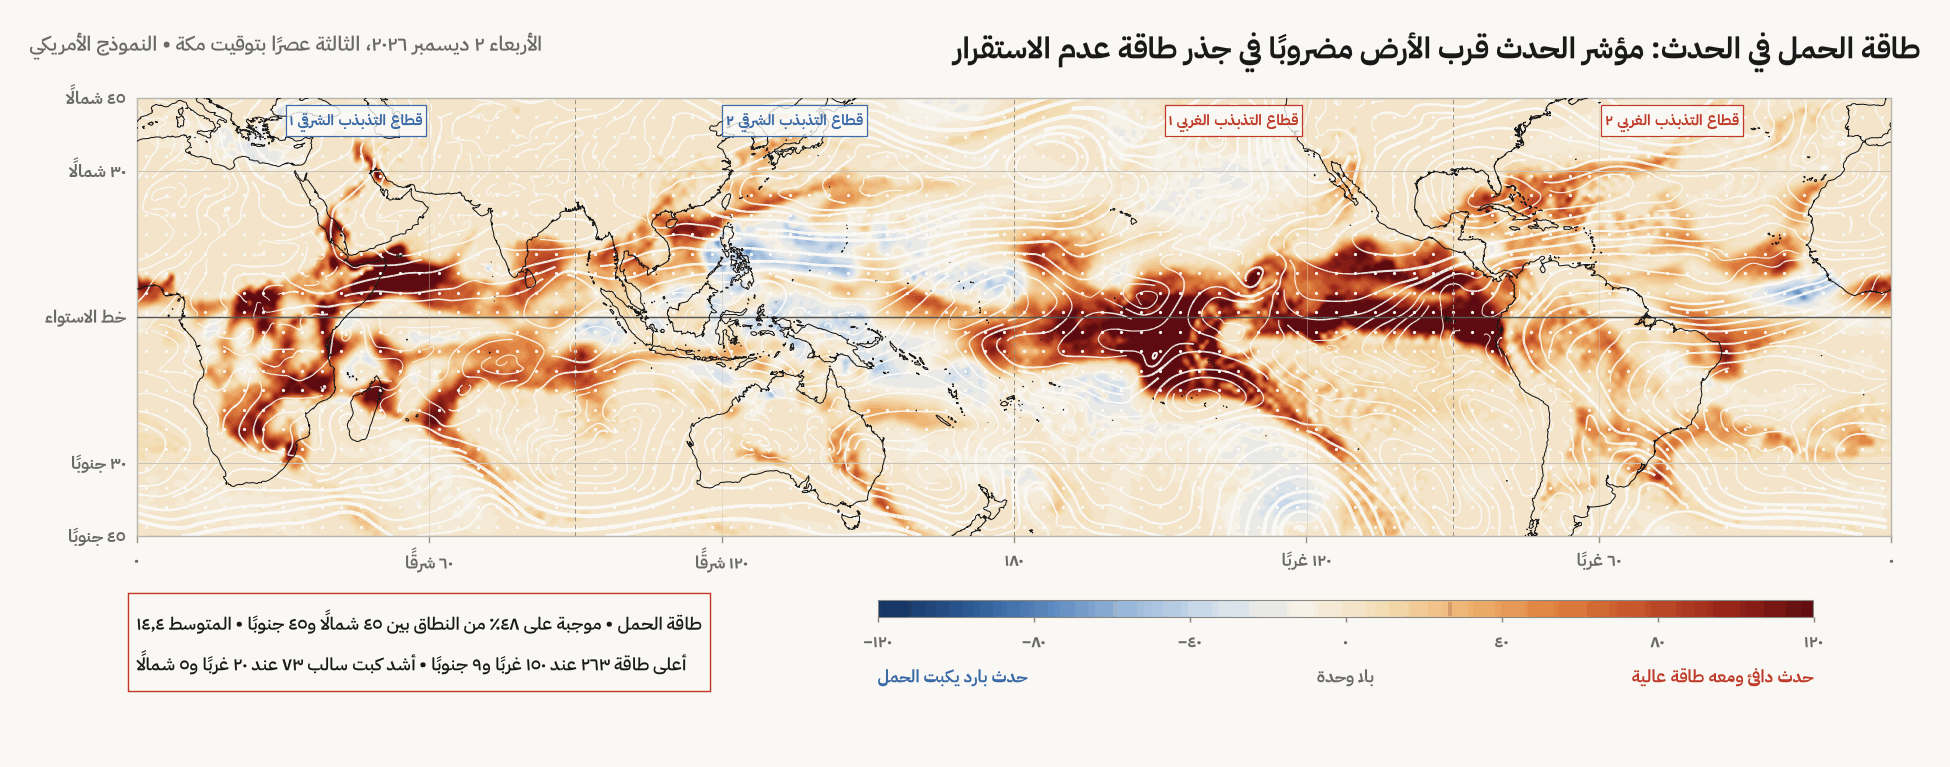 طاقة الحمل في الحدث: مؤشر الحدث قرب الأرض مضروبًا في جذر طاقة عدم الاستقرار
الأربعاء ٢ ديسمبر ٢٠٢٦، الثالثة عصرًا بتوقيت مكة • النموذج الأمريكي
قطاع التذبذب الشرقي ١
قطاع التذبذب الشرقي ٢
قطاع التذبذب الغربي ١
قطاع التذبذب الغربي ٢
٤٥ شمالًا
٣٠ شمالًا
خط الاستواء
٣٠ جنوبًا
٤٥ جنوبًا
٠
٦٠ شرقًا
١٢٠ شرقًا
١٨٠
١٢٠ غربًا
٦٠ غربًا
٠
طاقة الحمل • موجبة على ٤٨٪ من النطاق بين ٤٥ شمالًا و٤٥ جنوبًا • المتوسط ١٤,٤
أعلى طاقة ٢٦٣ عند ١٥٠ غربًا و٩ جنوبًا • أشد كبت سالب ٧٣ عند ٢٠ غربًا و٥ شمالًا
−١٢٠
−٨٠
−٤٠
٠
٤٠
٨٠
١٢٠
حدث بارد يكبت الحمل
بلا وحدة
حدث دافئ ومعه طاقة عالية